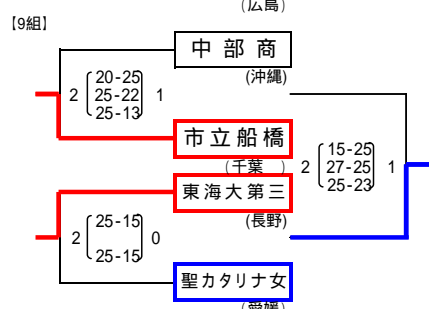 (広島)
【9組】
中部商
(沖縄)
2 20-25 1
25-22
25-13
市立船橋
(千葉 )
2 15-25 1
27-25
25-23
東海大第三
(長野)
2 25-15 0
25-15
聖カタリナ女
(愛媛)